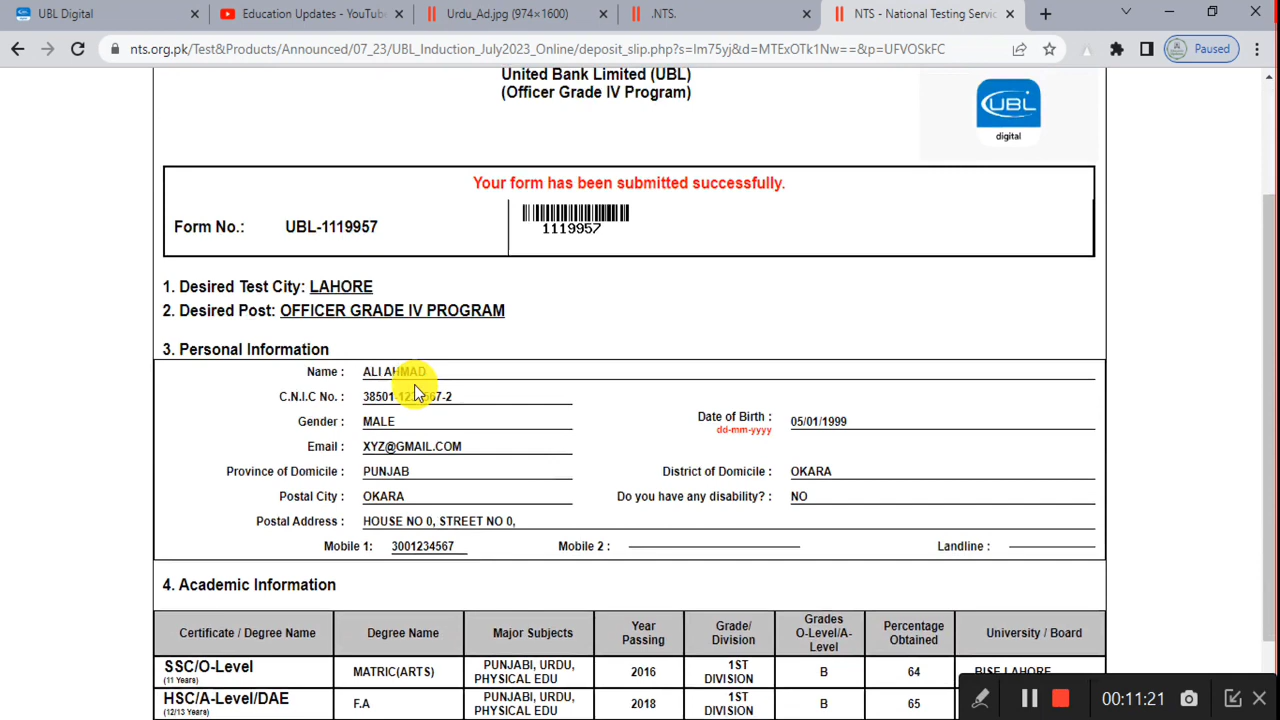 UBL Digital
Education Updates - YouTube
Urdu_Ad.jpg (974×1600)
.NTS.
NTS - National Testing Servic
nts.org.pk/Test&Products/Announced/07_23/UBL_Induction_July2023_Online/deposit_slip.php?s=Im75yj&d=MTExOTk1Nw==&p=UFVOSkFC
Paused
United Bank Limited (UBL)
(Officer Grade IV Program)
UBL
digital
Your form has been submitted successfully.
Form No.: UBL-1119957
1119957
1. Desired Test City: LAHORE
2. Desired Post: OFFICER GRADE IV PROGRAM
3. Personal Information
Name : ALI AHMAD
C.N.I.C No. : 38501-1234567-2
Gender : MALE
Date of Birth : 05/01/1999
dd-mm-yyyy
Email : XYZ@GMAIL.COM
Province of Domicile : PUNJAB District of Domicile : OKARA
Postal City : OKARA Do you have any disability? : NO
Postal Address : HOUSE NO 0, STREET NO 0,
Mobile 1: 3001234567 Mobile 2 : Landline :
4. Academic Information
Certificate / Degree Name Degree Name Major Subjects Year Passing Grade/ Division Grades O-Level/A-Level Percentage Obtained University / Board
SSC/O-Level (11 Years) MATRIC(ARTS) PUNJABI, URDU, PHYSICAL EDU 2016 1ST DIVISION B 64 BISE LAHORE
HSC/A-Level/DAE (12/13 Years) F.A PUNJABI, URDU, PHYSICAL EDU 2018 1ST DIVISION B 65
00:11:21